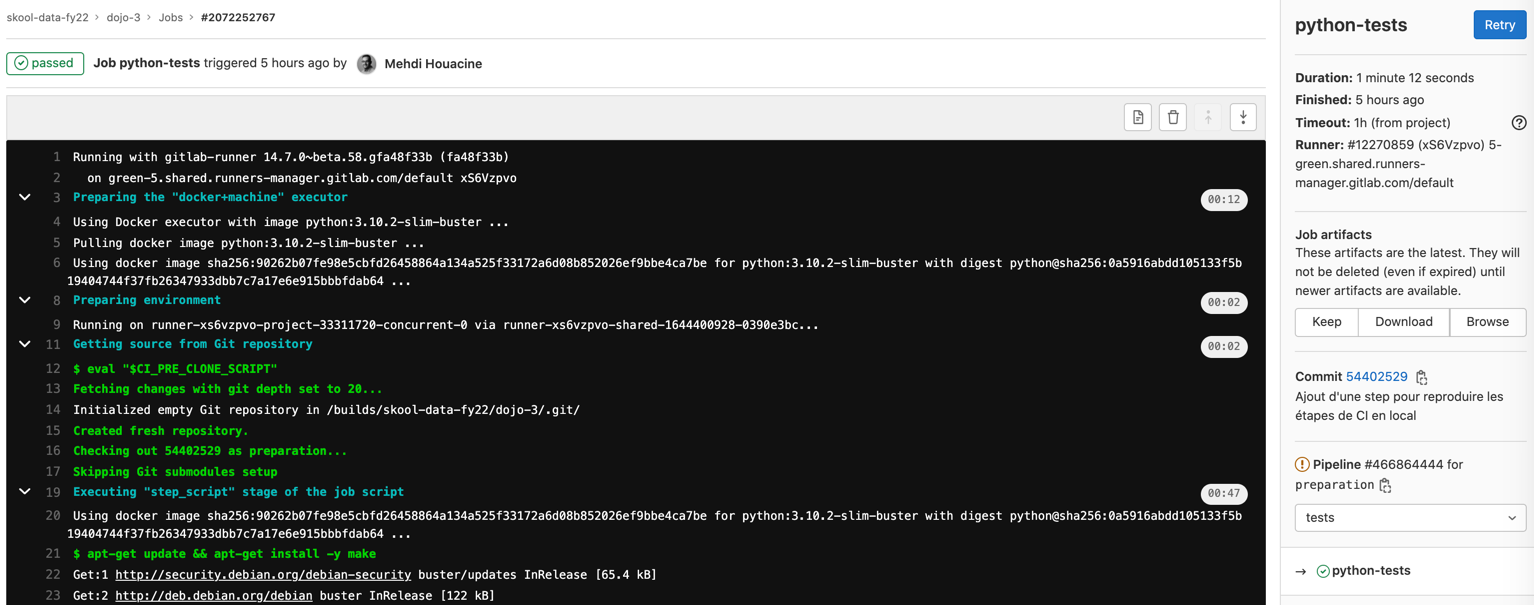 skool-data-fy22 > dojo-3 > Jobs > #2072252767
passed Job python-tests triggered 5 hours ago by Mehdi Houacine
1 Running with gitlab-runner 14.7.0~beta.58.gfa48f33b (fa48f33b)
2 on green-5.shared.runners-manager.gitlab.com/default xS6Vzpvo
3 Preparing the "docker+machine" executor 00:12
4 Using Docker executor with image python:3.10.2-slim-buster ...
5 Pulling docker image python:3.10.2-slim-buster ...
6 Using docker image sha256:90262b07fe98e5cbfd26458864a134a525f33172a6d08b852026ef9bbe4ca7be for python:3.10.2-slim-buster with digest python@sha256:0a5916abdd105133f5b
19404744f37fb26347933dbb7c7a17e6e915bbbfdab64 ...
8 Preparing environment 00:02
9 Running on runner-xs6vzpvo-project-33311720-concurrent-0 via runner-xs6vzpvo-shared-1644400928-0390e3bc...
11 Getting source from Git repository 00:02
12 $ eval "$CI_PRE_CLONE_SCRIPT"
13 Fetching changes with git depth set to 20...
14 Initialized empty Git repository in /builds/skool-data-fy22/dojo-3/.git/
15 Created fresh repository.
16 Checking out 54402529 as preparation...
17 Skipping Git submodules setup
19 Executing "step_script" stage of the job script 00:47
20 Using docker image sha256:90262b07fe98e5cbfd26458864a134a525f33172a6d08b852026ef9bbe4ca7be for python:3.10.2-slim-buster with digest python@sha256:0a5916abdd105133f5b
19404744f37fb26347933dbb7c7a17e6e915bbbfdab64 ...
21 $ apt-get update && apt-get install -y make
22 Get:1 http://security.debian.org/debian-security buster/updates InRelease [65.4 kB]
23 Get:2 http://deb.debian.org/debian buster InRelease [122 kB]
python-tests Retry
Duration: 1 minute 12 seconds
Finished: 5 hours ago
Timeout: 1h (from project)
Runner: #12270859 (xS6Vzpvo) 5-
green.shared.runners-
manager.gitlab.com/default
Job artifacts
These artifacts are the latest. They will
not be deleted (even if expired) until
newer artifacts are available.
Keep Download Browse
Commit 54402529
Ajout d'une step pour reproduire les
étapes de CI en local
Pipeline #466864444 for
preparation
tests
→ python-tests